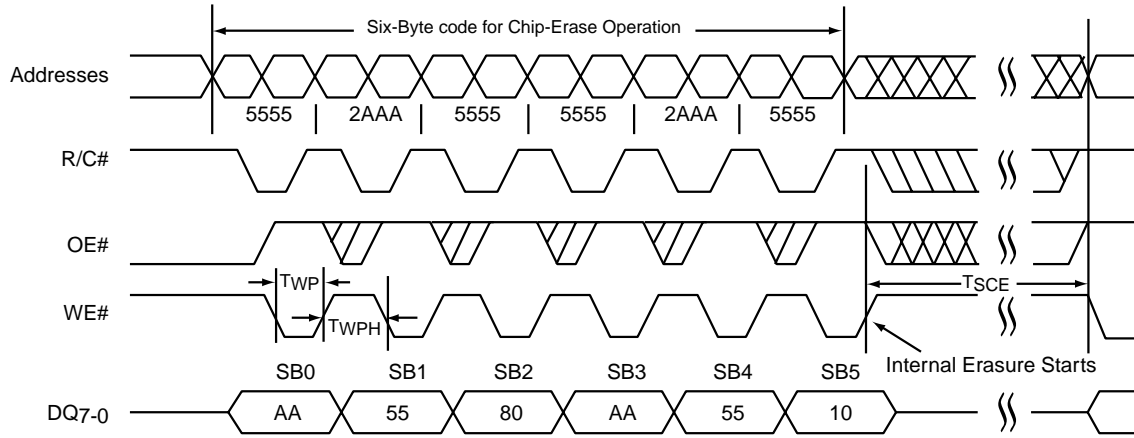 Six-Byte code for Chip-Erase Operation
Addresses
5555 2AAA 5555 5555 2AAA 5555
R/C#
OE#
TWP
TSCE
WE#
TWPH
Internal Erasure Starts
SB0 SB1 SB2 SB3 SB4 SB5
DQ7-0 AA 55 80 AA 55 10